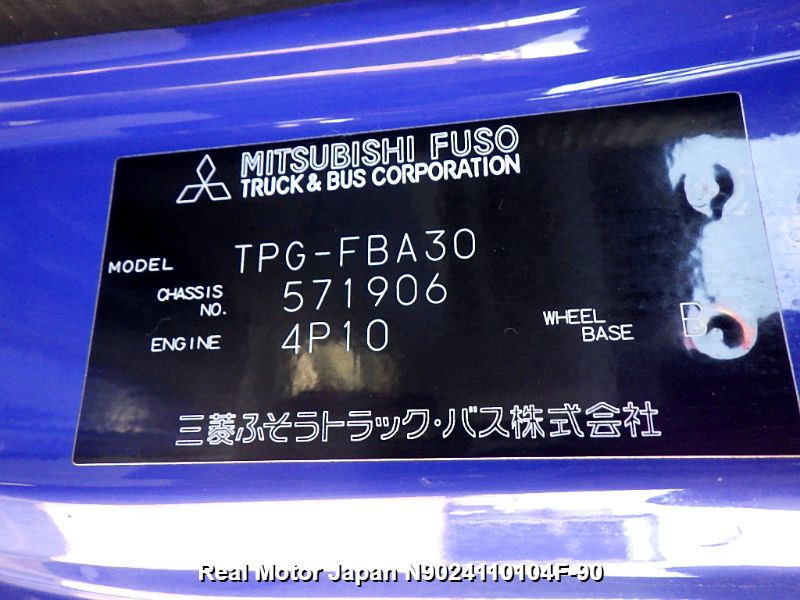 MITSUBISHI FUSO
TRUCK & BUS CORPORATION
MODEL TPG-FBA30
CHASSIS NO. 571906
ENGINE 4P10
WHEEL BASE B
三菱ふそうトラック・バス株式会社
Real Motor Japan N9024110104F-90